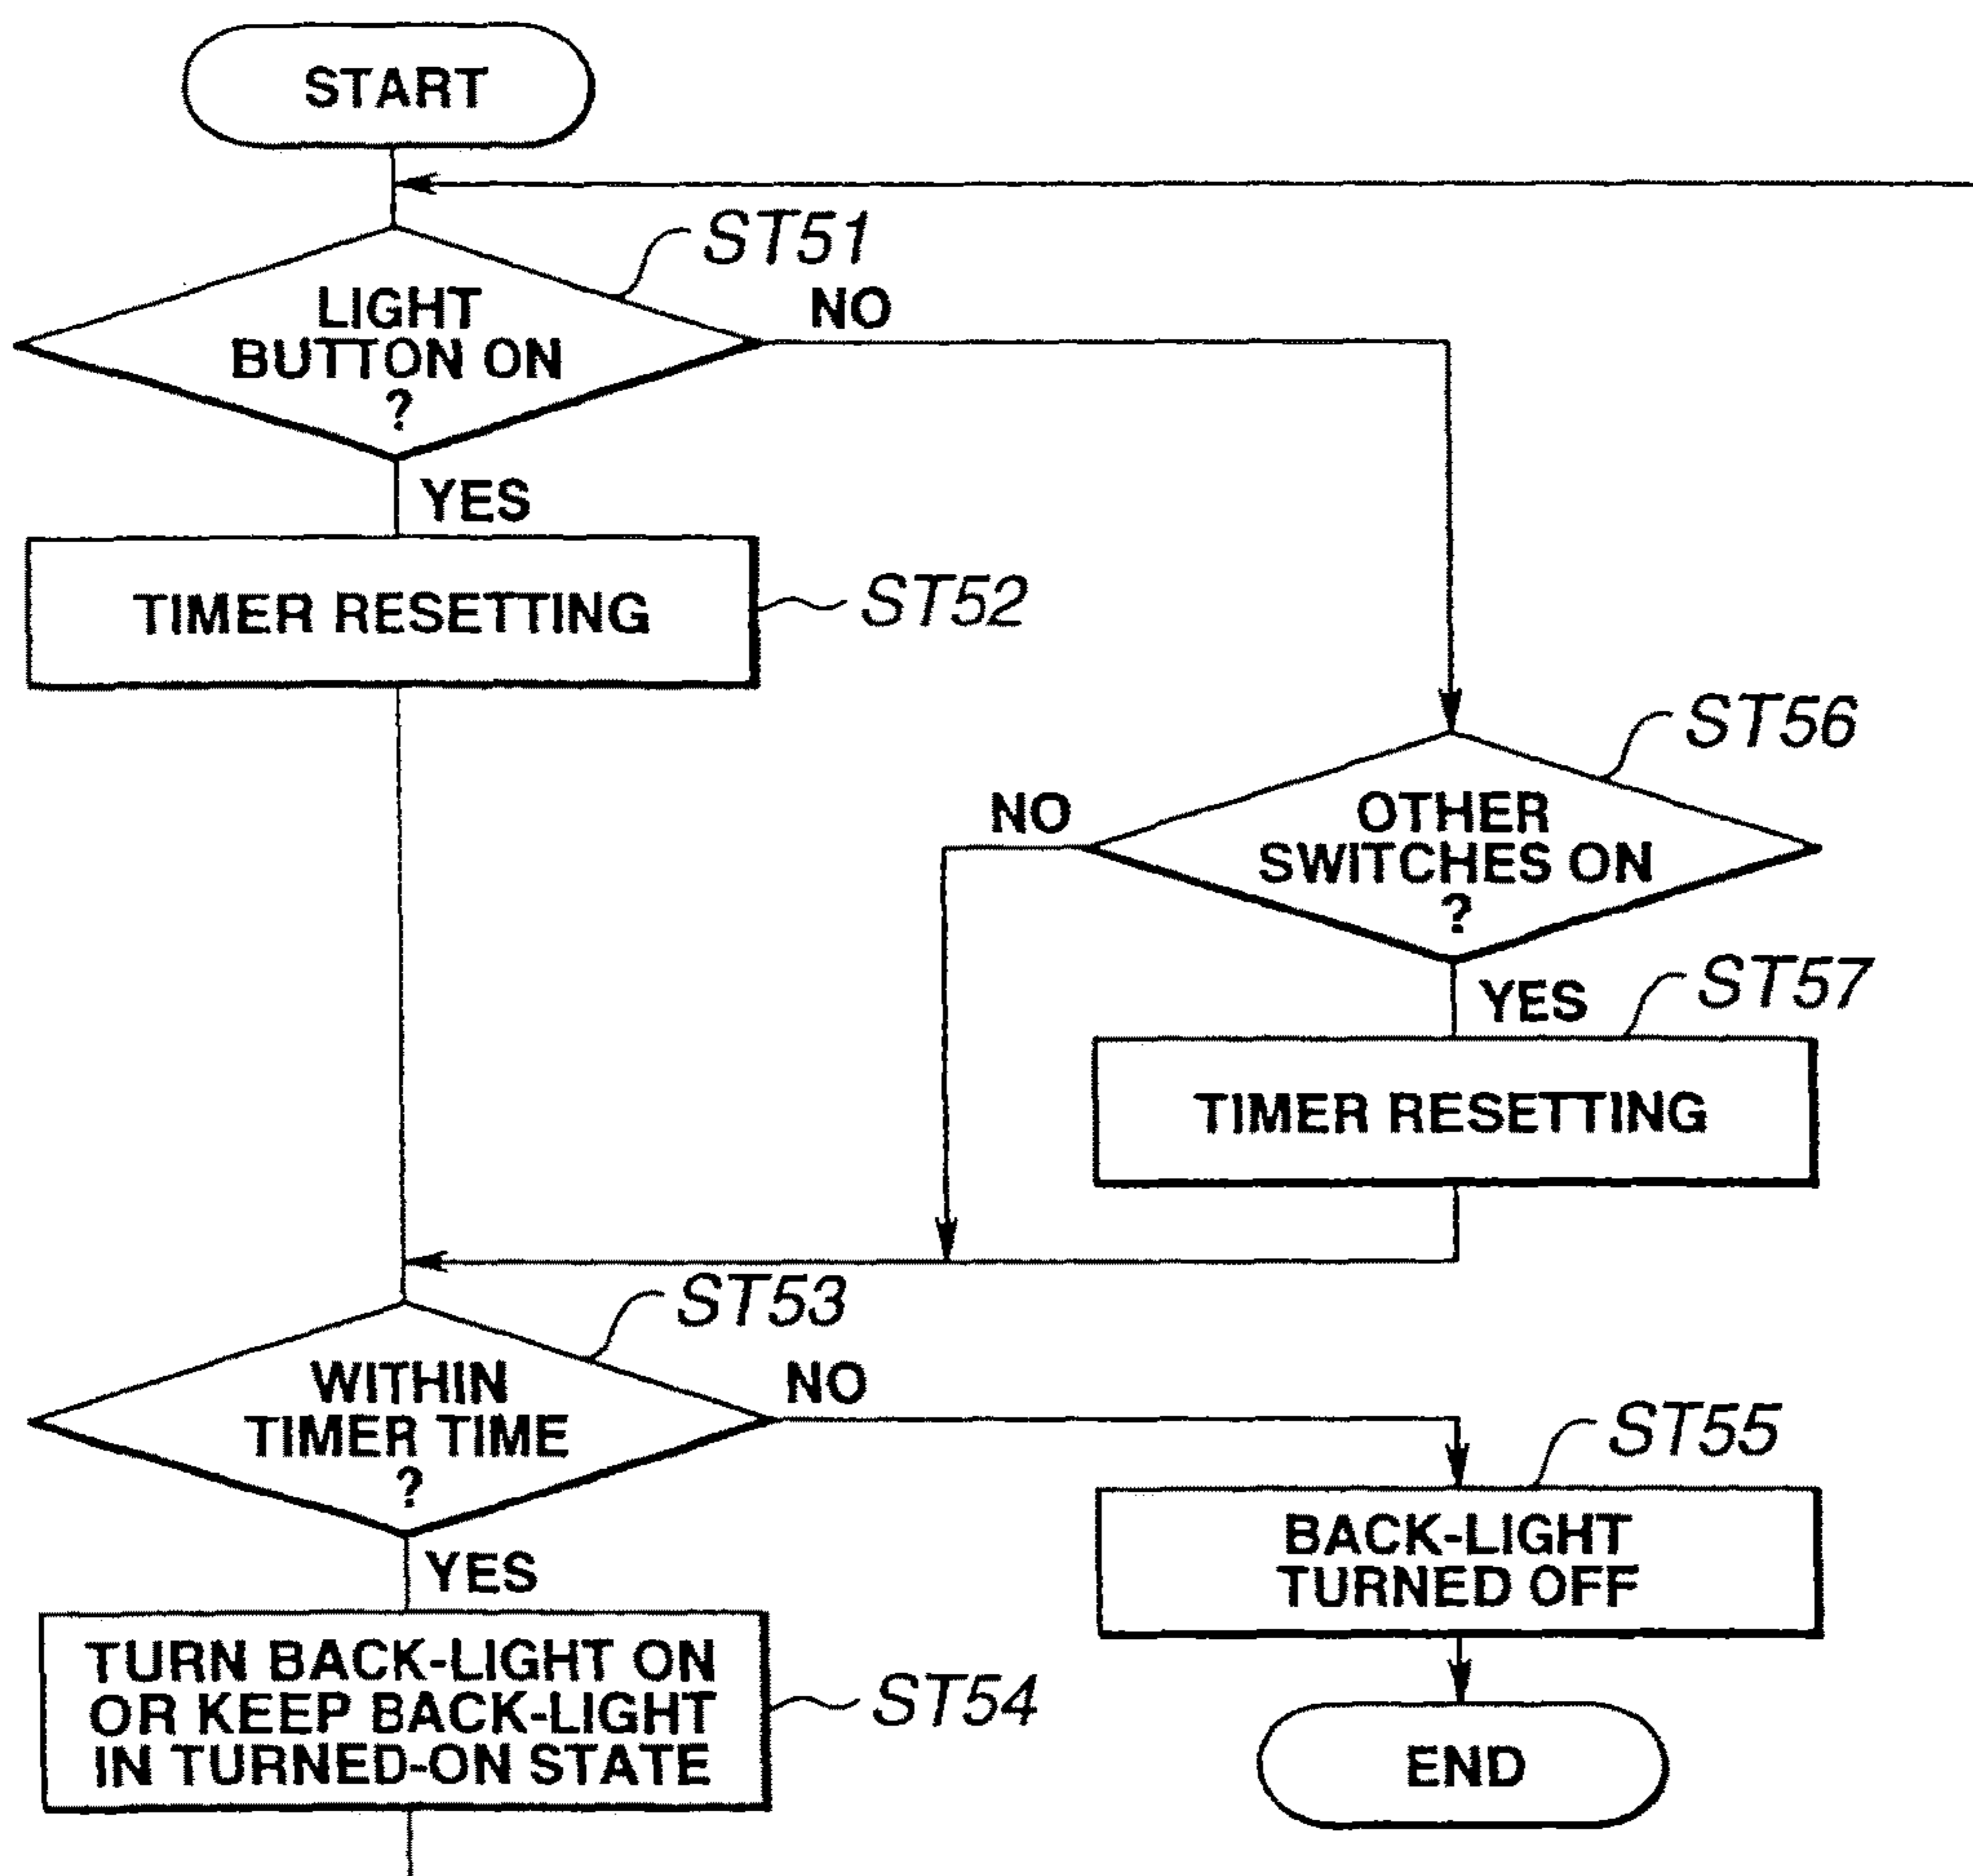 START
ST51
LIGHT
BUTTON ON
?
NO
YES
TIMER RESETTING
ST52
ST56
OTHER
SWITCHES ON
?
NO
YES
ST57
TIMER RESETTING
ST53
WITHIN
TIMER TIME
?
NO
YES
ST55
BACK-LIGHT
TURNED OFF
TURN BACK-LIGHT ON
OR KEEP BACK-LIGHT
IN TURNED-ON STATE
ST54
END